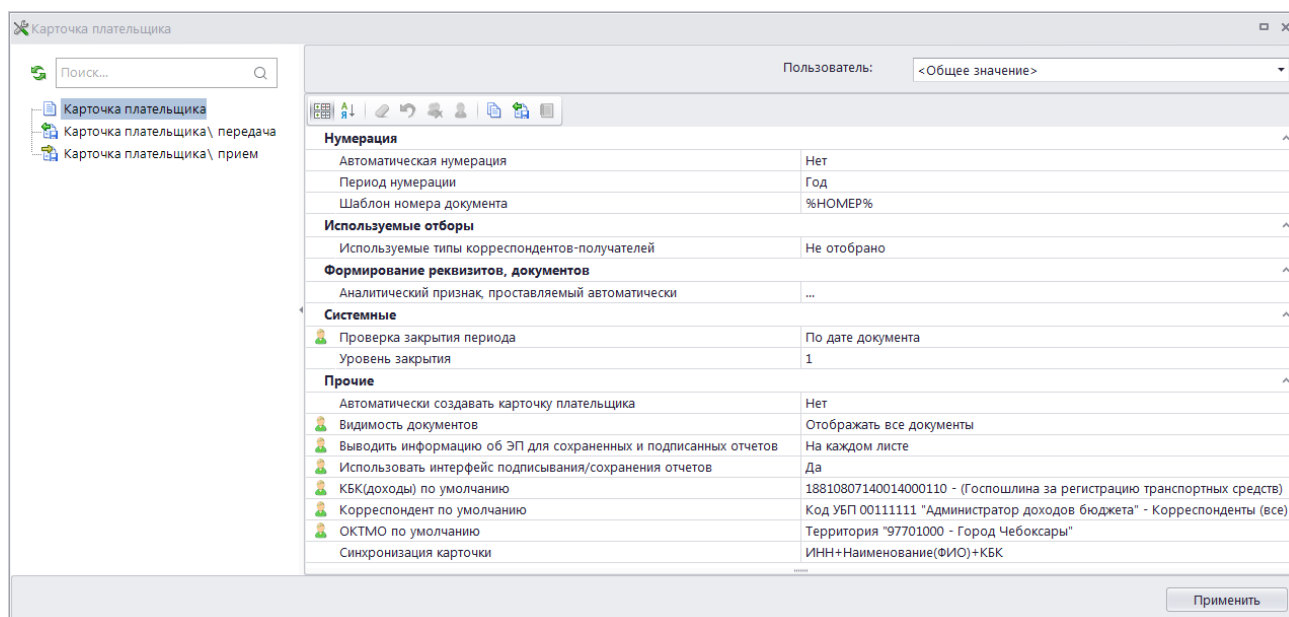 Карточка плательщика
Поиск...
Пользователь: <Общее значение>
Карточка плательщика
Карточка плательщика\ передача
Карточка плательщика\ прием
Нумерация
Автоматическая нумерация Нет
Период нумерации Год
Шаблон номера документа %НОМЕР%
Используемые отборы
Используемые типы корреспондентов-получателей Не отобрано
Формирование реквизитов, документов
Аналитический признак, проставляемый автоматически ...
Системные
Проверка закрытия периода По дате документа
Уровень закрытия 1
Прочие
Автоматически создавать карточку плательщика Нет
Видимость документов Отображать все документы
Выводить информацию об ЭП для сохраненных и подписанных отчетов На каждом листе
Использовать интерфейс подписывания/сохранения отчетов Да
КБК(доходы) по умолчанию 18810807140014000110 - (Госпошлина за регистрацию транспортных средств)
Корреспондент по умолчанию Код УБП 00111111 "Администратор доходов бюджета" - Корреспонденты (все)
ОКТМО по умолчанию Территория "97701000 - Город Чебоксары"
Синхронизация карточки ИНН+Наименование(ФИО)+КБК
Применить